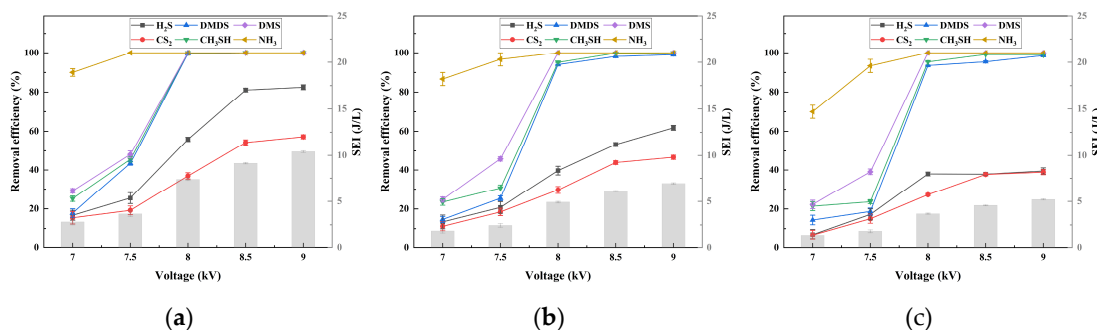 H₂S DMDS DMS
CS₂ CH₃SH NH₃
Removal efffciency (%)
100
80
60
40
20
0
SEI (J/L)
25
20
15
10
5
0
7 7.5 8 8.5 9
Voltage (kV)
(a)
H₂S DMDS DMS
CS₂ CH₃SH NH₃
Removal efffciency (%)
100
80
60
40
20
0
SEI (J/L)
25
20
15
10
5
0
7 7.5 8 8.5 9
Voltage (kV)
(b)
H₂S DMDS DMS
CS₂ CH₃SH NH₃
Removal efffciency (%)
100
80
60
40
20
0
SEI (J/L)
25
20
15
10
5
0
7 7.5 8 8.5 9
Voltage (kV)
(c)